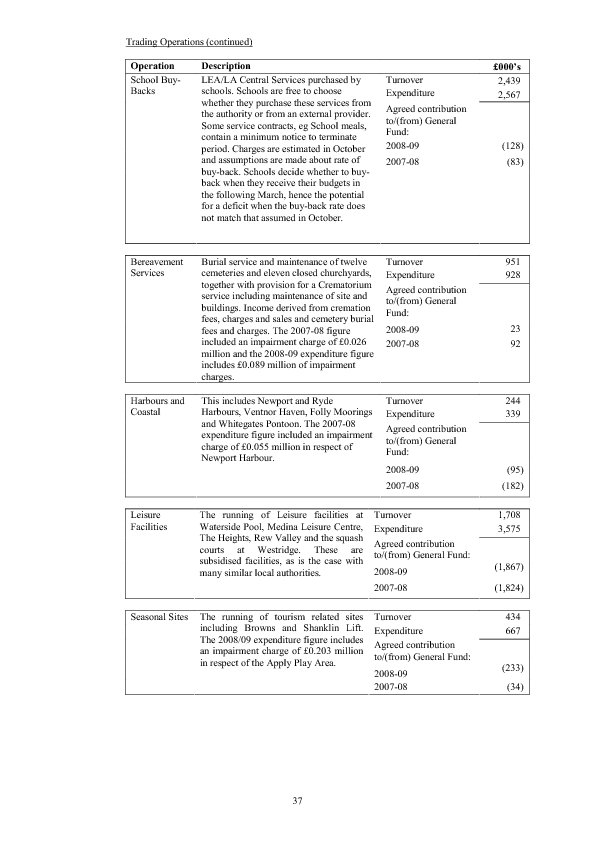 Trading Operations (continued)
Operation Description £000's
School Buy-
Backs
LEA/LA Central Services purchased by
schools. Schools are free to choose
whether they purchase these services from
the authority or from an external provider.
Some service contracts, eg School meals,
contain a minimum notice to terminate
period. Charges are estimated in October
and assumptions are made about rate of
buy-back. Schools decide whether to buy-
back when they receive their budgets in
the following March, hence the potential
for a deficit when the buy-back rate does
not match that assumed in October.
Turnover 2,439
Expenditure 2,567
Agreed contribution
to/(from) General
Fund:
2008-09 (128)
2007-08 (83)
Bereavement
Services
Burial service and maintenance of twelve
cemeteries and eleven closed churchyards,
together with provision for a Crematorium
service including maintenance of site and
buildings. Income derived from cremation
fees, charges and sales and cemetery burial
fees and charges. The 2007-08 figure
included an impairment charge of £0.026
million and the 2008-09 expenditure figure
includes £0.089 million of impairment
charges.
Turnover 951
Expenditure 928
Agreed contribution
to/(from) General
Fund:
2008-09 23
2007-08 92
Harbours and
Coastal
This includes Newport and Ryde
Harbours, Ventnor Haven, Folly Moorings
and Whitegates Pontoon. The 2007-08
expenditure figure included an impairment
charge of £0.055 million in respect of
Newport Harbour.
Turnover 244
Expenditure 339
Agreed contribution
to/(from) General
Fund:
2008-09 (95)
2007-08 (182)
Leisure
Facilities
The running of Leisure facilities at
Waterside Pool, Medina Leisure Centre,
The Heights, Rew Valley and the squash
courts at Westridge. These are
subsidised facilities, as is the case with
many similar local authorities.
Turnover 1,708
Expenditure 3,575
Agreed contribution
to/(from) General Fund:
2008-09 (1,867)
2007-08 (1,824)
Seasonal Sites
The running of tourism related sites
including Browns and Shanklin Lift.
The 2008/09 expenditure figure includes
an impairment charge of £0.203 million
in respect of the Apply Play Area.
Turnover 434
Expenditure 667
Agreed contribution
to/(from) General Fund:
2008-09 (233)
2007-08 (34)
37